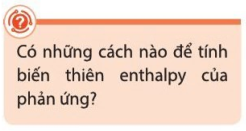 Có những cách nào để tính
biến thiên enthalpy của
phản ứng?